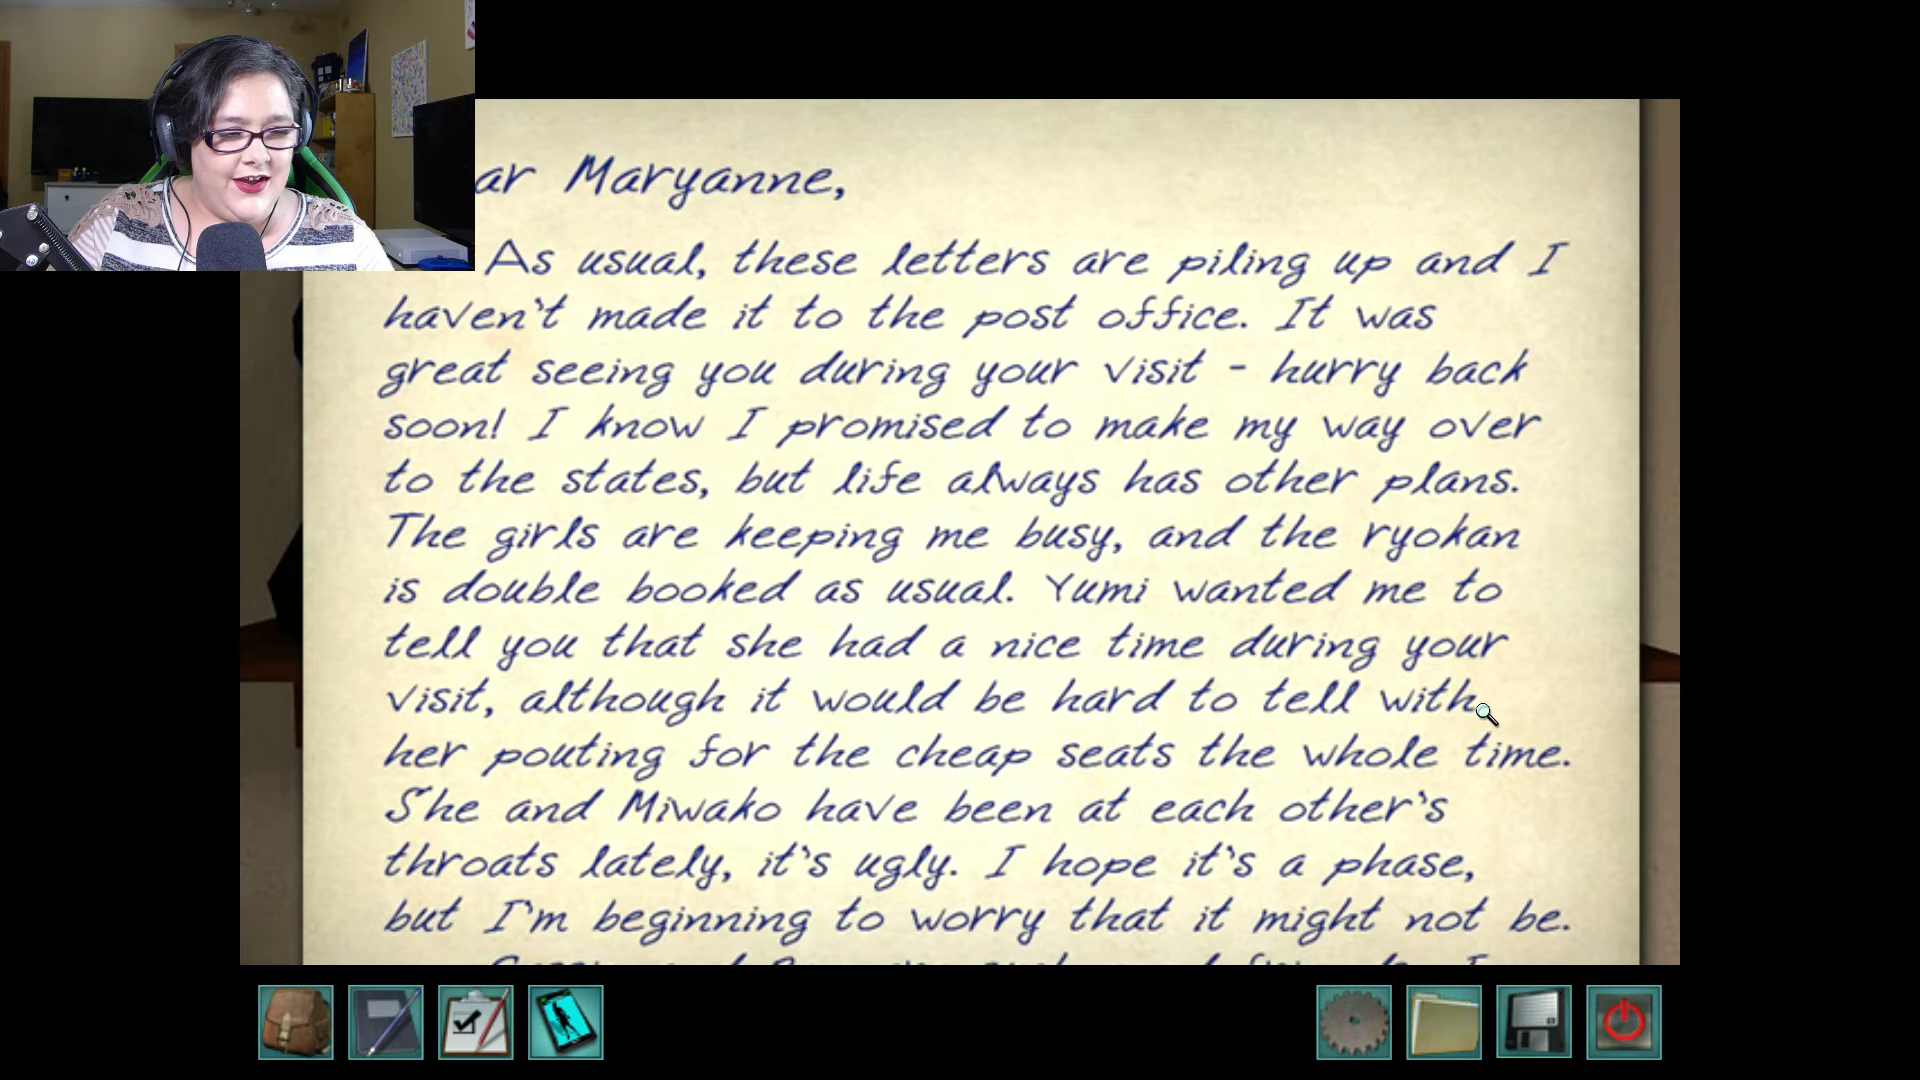 ar Maryanne,
As usual, these letters are piling up and I
haven't made it to the post office. It was
great seeing you during your visit - hurry back
soon! I know I promised to make my way over
to the states, but life always has other plans.
The girls are keeping me busy, and the ryokan
is double booked as usual. Yumi wanted me to
tell you that she had a nice time during your
visit, although it would be hard to tell with
her pouting for the cheap seats the whole time.
She and Miwako have been at each other's
throats lately, it's ugly. I hope it's a phase,
but I'm beginning to worry that it might not be.